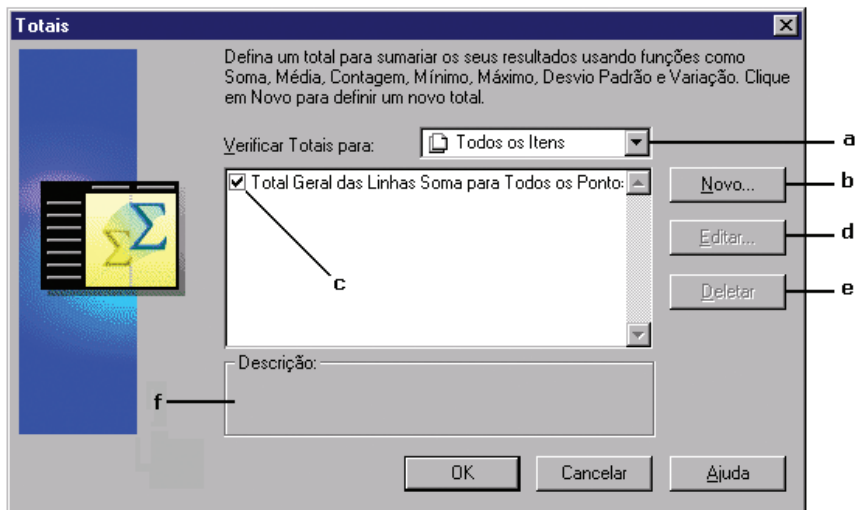 Totais
Defina um total para sumariar os seus resultados usando funções como
Soma, Média, Contagem, Mínimo, Máximo, Desvio Padrão e Variação. Clique
em Novo para definir um novo total.
Verificar Totais para: Todos os Itens a
Total Geral das Linhas Soma para Todos os Ponto: Novo... b
Editar... d
c
Deletar e
Descrição:
f
OK Cancelar Ajuda